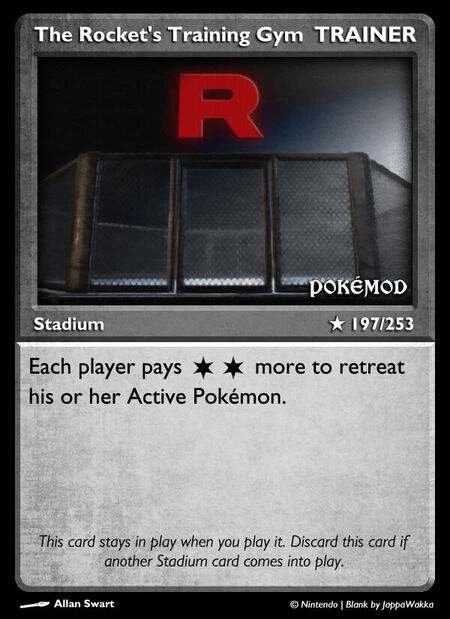 The Rocket's Training Gym TRAINER
R
POKÉMOD
Stadium ★ 197/253
Each player pays ✶ ✶ more to retreat
his or her Active Pokémon.
This card stays in play when you play it. Discard this card if
another Stadium card comes into play.
Allan Swart © Nintendo | Blank by JappaWakka